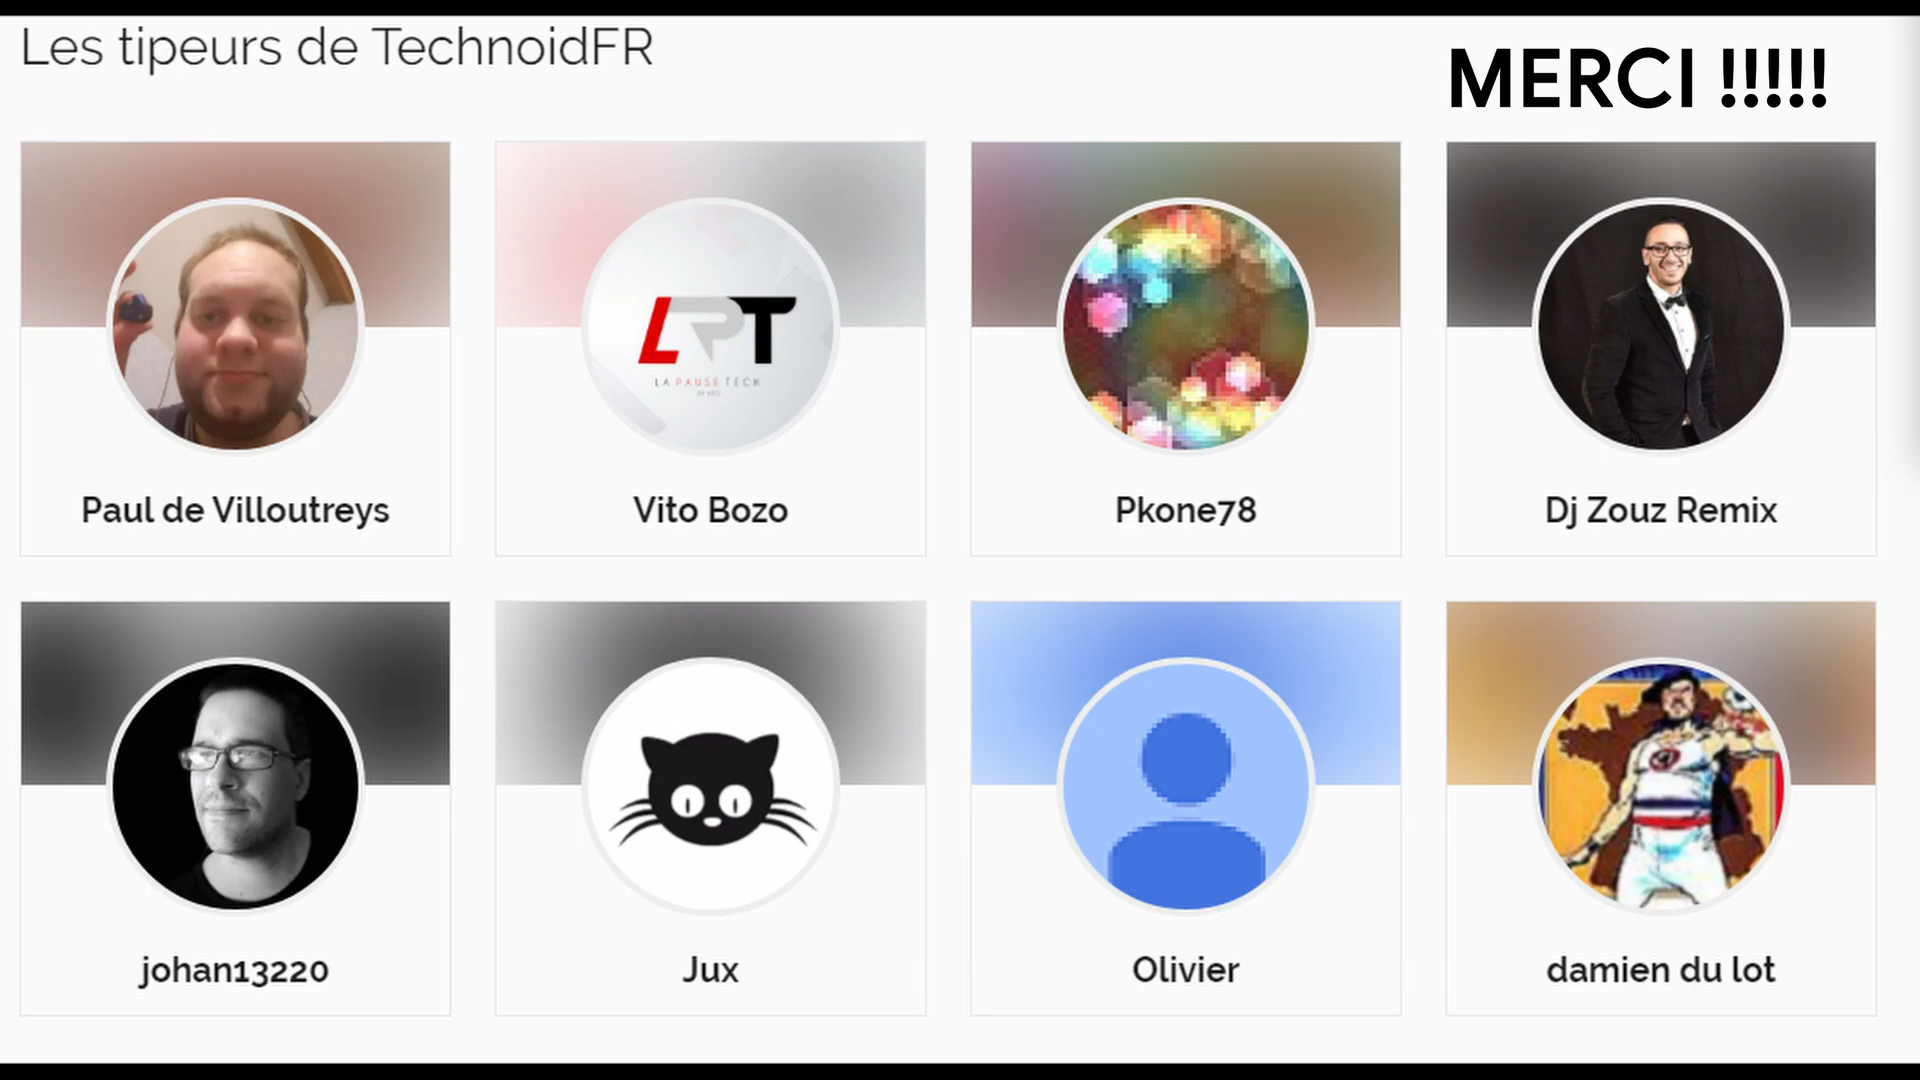 Les tipeurs de TechnoidFR
MERCI !!!!!
LPT
LA PAUSE TECH
Paul de Villoutreys
Vito Bozo
Pkone78
Dj Zouz Remix
johan13220
Jux
Olivier
damien du lot